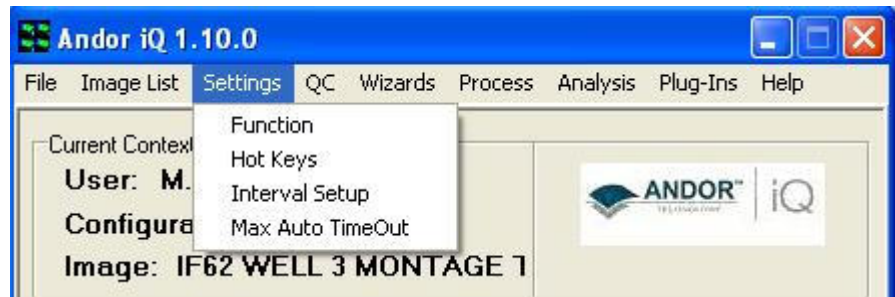 Andor iQ 1.10.0
File Image List Settings QC Wizards Process Analysis Plug-Ins Help
Function
Hot Keys
Interval Setup
Max Auto TimeOut
Current Context
User: M.
Configura
Image: IF62 WELL 3 MONTAGE T
ANDOR™ iQ